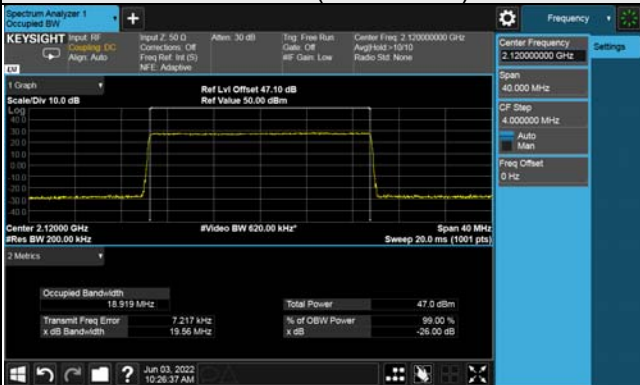 Spectrum Analyzer 1
Occupied BW
Frequency
KEYSIGHT
Input: RF
Coupling: DC
Align: Auto
Input Z: 50 Ω
Corrections: Off
Freq Ref: Int (S)
NFE: Adaptive
Atten: 30 dB
Trig: Free Run
Gate: Off
#IF Gain: Low
Center Freq: 2.120000000 GHz
Avg|Hold:>10/10
Radio Std: None
Center Frequency
2.120000000 GHz
Settings
Span
40.000 MHz
CF Step
4.000000 MHz
Auto
Man
Freq Offset
0 Hz
1 Graph
Scale/Div 10.0 dB
Ref Lvl Offset 47.10 dB
Ref Value 50.00 dBm
Log
40.0
30.0
20.0
10.0
0.00
-10.0
-20.0
-30.0
-40.0
Center 2.12000 GHz
#Res BW 200.00 kHz
#Video BW 620.00 kHz*
Span 40 MHz
Sweep 20.0 ms (1001 pts)
2 Metrics
Occupied Bandwidth
18.919 MHz
Total Power 47.0 dBm
Transmit Freq Error 7.217 kHz
% of OBW Power 99.00 %
x dB Bandwidth 19.56 MHz
x dB -26.00 dB
?
Jun 03, 2022
10:26:37 AM